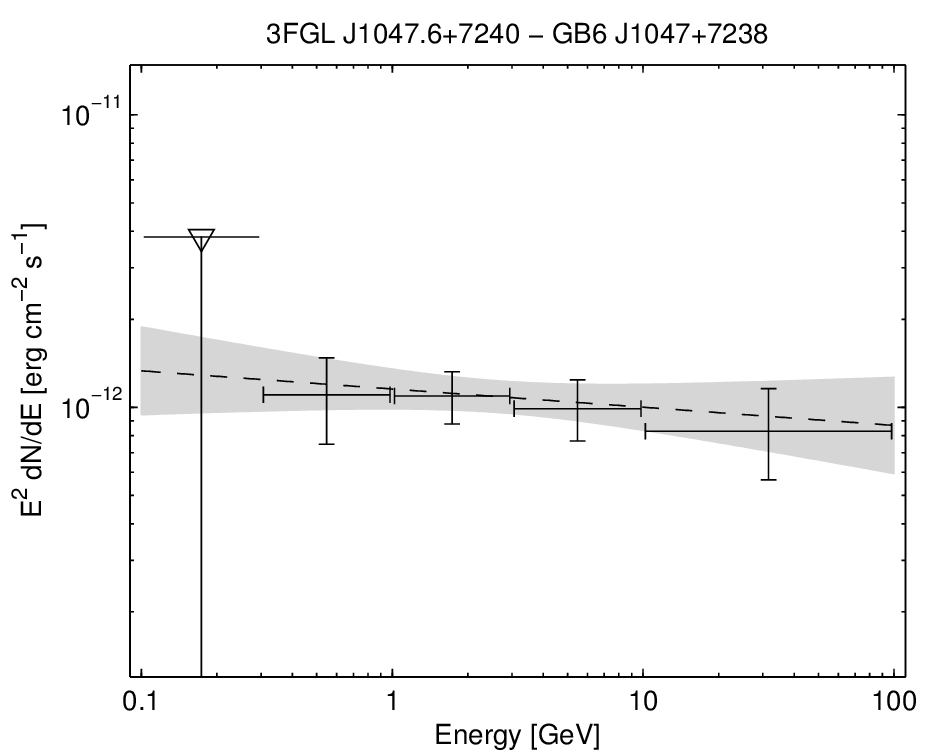 3FGL J1047.6+7240 − GB6 J1047+7238
10⁻¹¹
10⁻¹²
E² dN/dE [erg cm⁻² s⁻¹]
0.1 1 10 100
Energy [GeV]